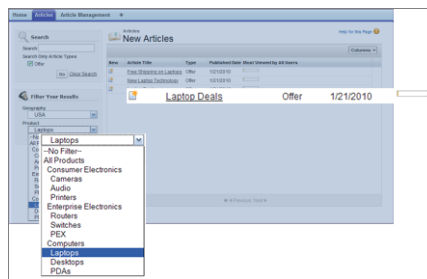 Home Articles Article Management
Search
Search
Search Only Article Types
Offer
Go Clear Search
Filter Your Results
Geography
USA
Product
Laptops
Articles
New Articles
Help for this Page
Columns
New Article Title Type Published Date Most Viewed by All Users
Free Shipping on Laptops Offer 1/21/2010
New Laptop Technology Offer 1/21/2010
Laptop Deals Offer 1/21/2010
Laptops
--No Filter--
All Products
Consumer Electronics
Cameras
Audio
Printers
Enterprise Electronics
Routers
Switches
PEX
Computers
Laptops
Desktops
PDAs